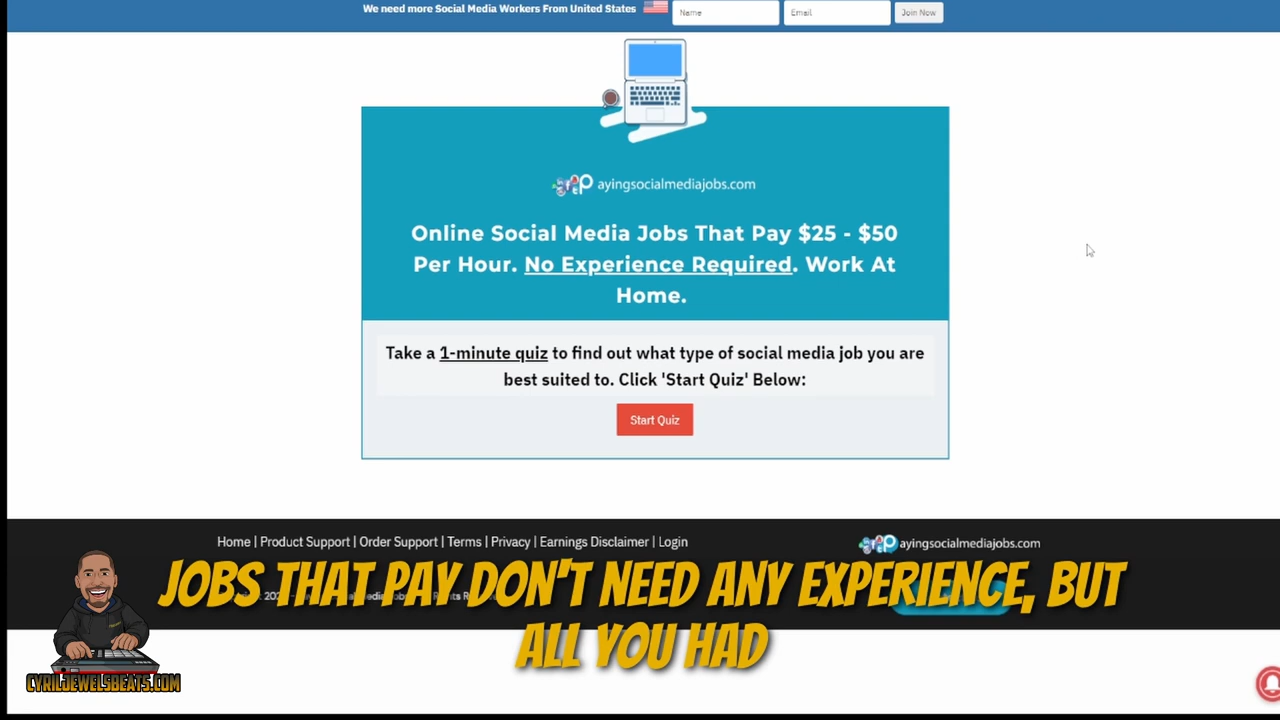 We need more Social Media Workers From United States
Name
Email
Join Now
ayingsocialmediajobs.com
Online Social Media Jobs That Pay $25 - $50
Per Hour. No Experience Required. Work At
Home.
Take a 1-minute quiz to find out what type of social media job you are
best suited to. Click 'Start Quiz' Below:
Start Quiz
Home | Product Support | Order Support | Terms | Privacy | Earnings Disclaimer | Login
ayingsocialmediajobs.com
JOBS THAT PAY DON'T NEED ANY EXPERIENCE, BUT
ALL YOU HAD
CYRILJEWELSBEATS.COM